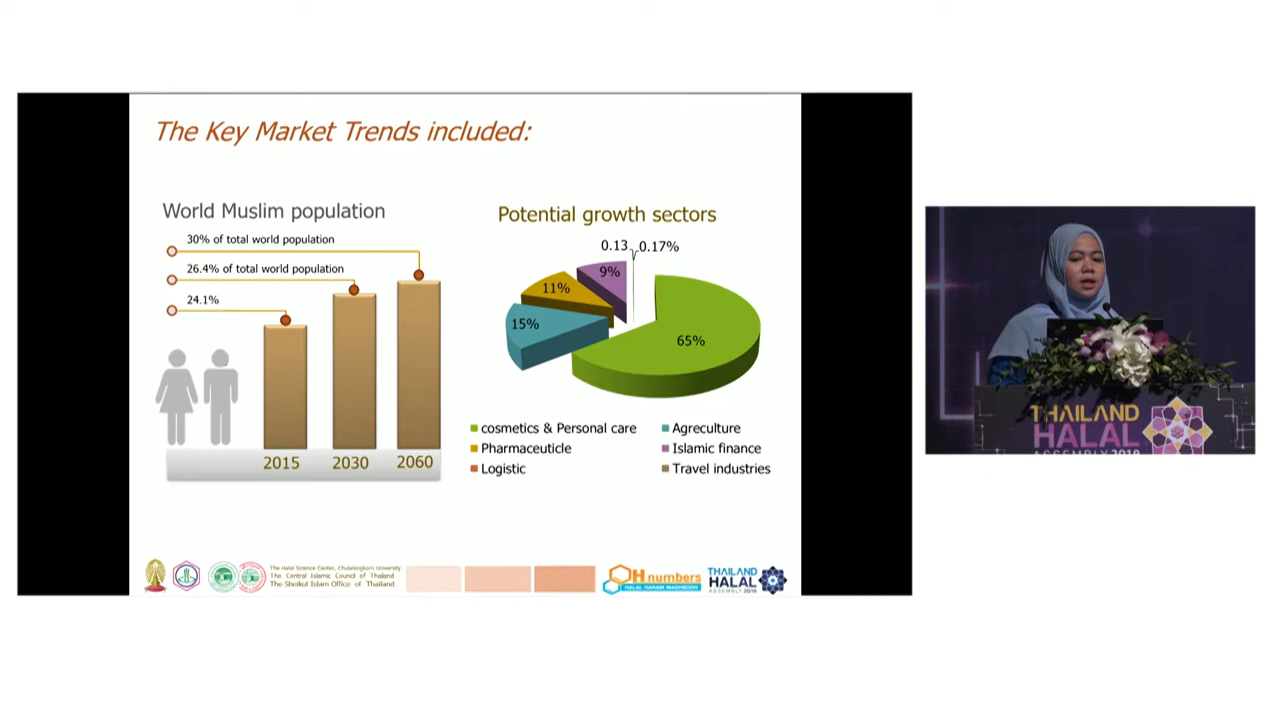 The Key Market Trends included:
World Muslim population
30% of total world population
26.4% of total world population
24.1%
2015
2030
2060
Potential growth sectors
0.13
0.17%
9%
11%
15%
65%
cosmetics & Personal care
Agreculture
Pharmaceuticle
Islamic finance
Logistic
Travel industries
The Halal Science Center, Chulalongkorn University
The Central Islamic Council of Thailand
The Sheikul Islam Office of Thailand
H numbers
HALAL HARAM MASHBOOH
THAILAND
HALAL
ASSEMBLY 2018
THAILAND
HALAL
ASSEMBLY 2018